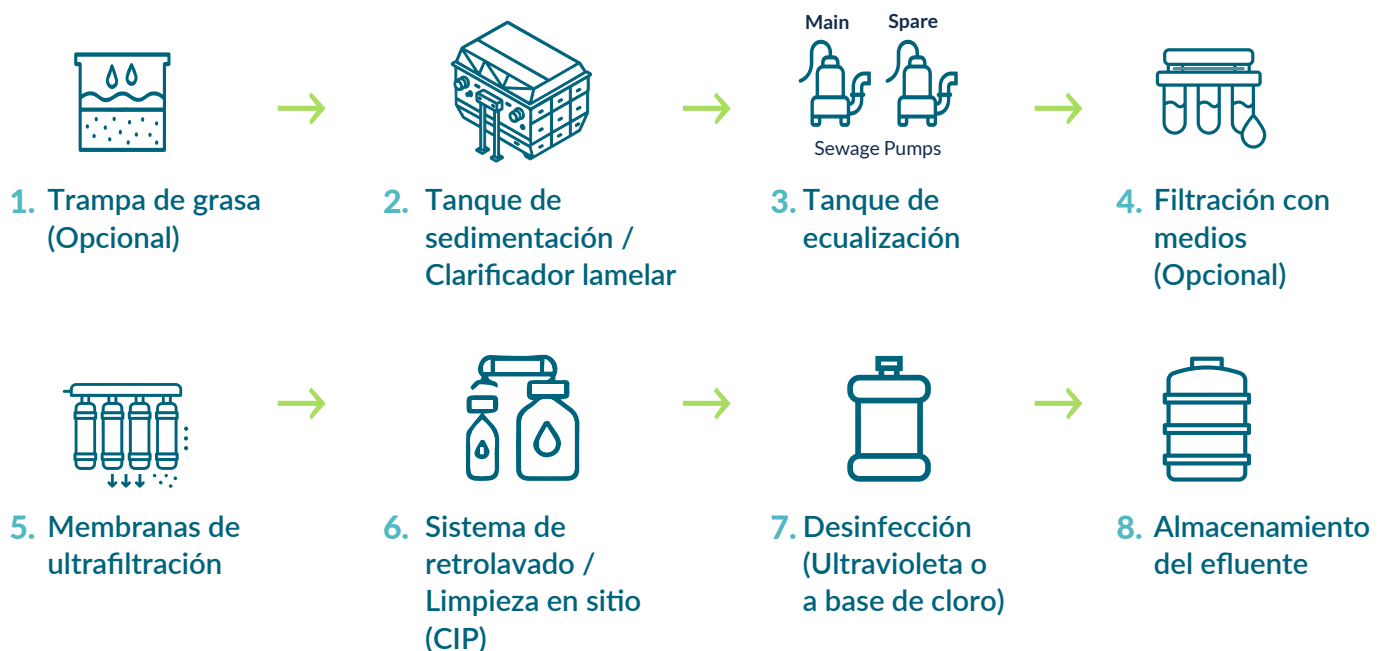 Main Spare
Sewage Pumps
1. Trampa de grasa
(Opcional)
2. Tanque de
sedimentación /
Clarificador lamelar
3. Tanque de
ecualización
4. Filtración con
medios
(Opcional)
5. Membranas de
ultrafiltración
6. Sistema de
retrolavado /
Limpieza en sitio
(CIP)
7. Desinfección
(Ultravioleta o
a base de cloro)
8. Almacenamiento
del efluente